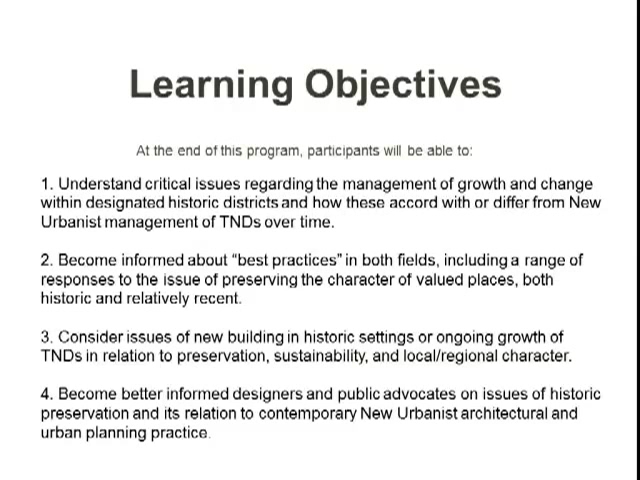 Learning Objectives
At the end of this program, participants will be able to:
1. Understand critical issues regarding the management of growth and change
within designated historic districts and how these accord with or differ from New
Urbanist management of TNDs over time.
2. Become informed about “best practices” in both fields, including a range of
responses to the issue of preserving the character of valued places, both
historic and relatively recent.
3. Consider issues of new building in historic settings or ongoing growth of
TNDs in relation to preservation, sustainability, and local/regional character.
4. Become better informed designers and public advocates on issues of historic
preservation and its relation to contemporary New Urbanist architectural and
urban planning practice.